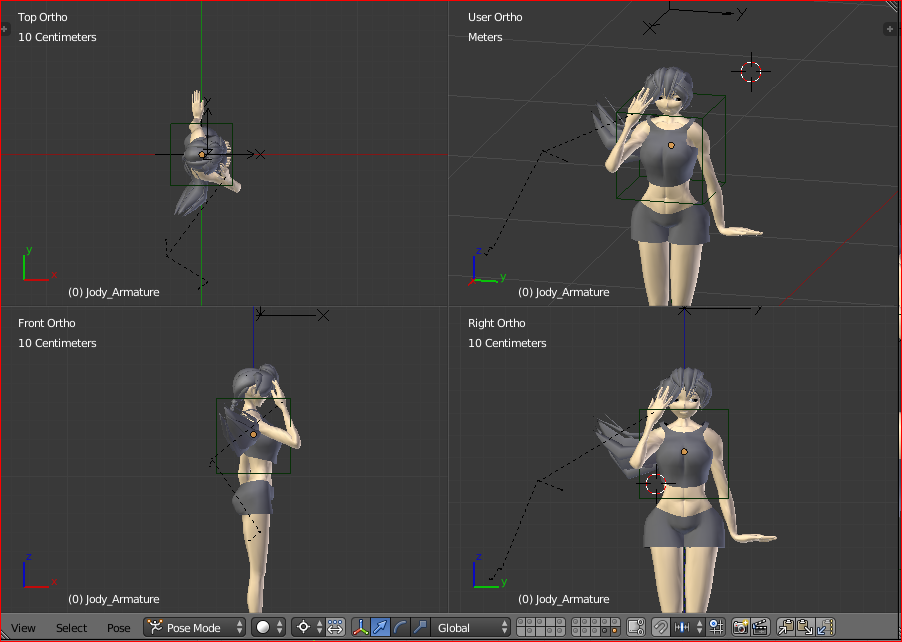 Top Ortho
10 Centimeters
y
x
(0) Jody_Armature
User Ortho
Meters
z
y
(0) Jody_Armature
Front Ortho
10 Centimeters
z
x
(0) Jody_Armature
Right Ortho
10 Centimeters
z
y
(0) Jody_Armature
View Select Pose Pose Mode Global